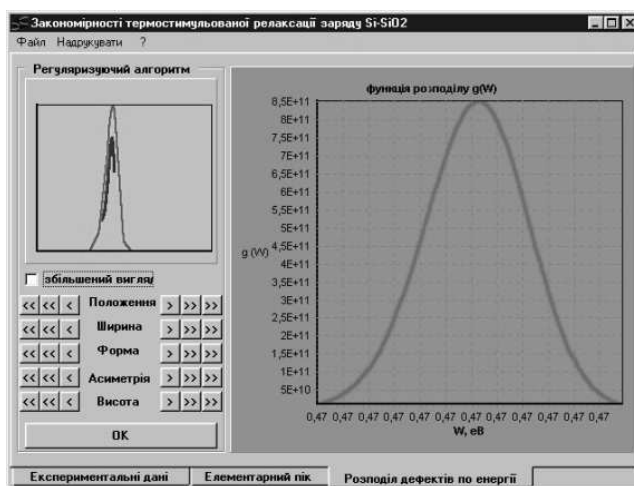 Закономірності термостимульованої релаксації заряду Si-SiO2
Файл Надрукувати ?
Регуляризуючий алгоритм
збільшений вигляд
<< << < Положення > >> >>
<< << < Ширина > >> >>
<< << < Форма > >> >>
<< << < Асиметрія > >> >>
<< << < Висота > >> >>
OK
функція розподілу g(W)
8,5E+11
8E+11
7,5E+11
7E+11
6,5E+11
6E+11
5,5E+11
5E+11
g (W) 4,5E+11
4E+11
3,5E+11
3E+11
2,5E+11
2E+11
1,5E+11
1E+11
5E+10
0,47 0,47 0,47 0,47 0,47 0,47 0,47 0,47 0,47 0,47 0,47 0,47
W, еВ
Експериментальні дані Елементарний пік Розподіл дефектів по енергії